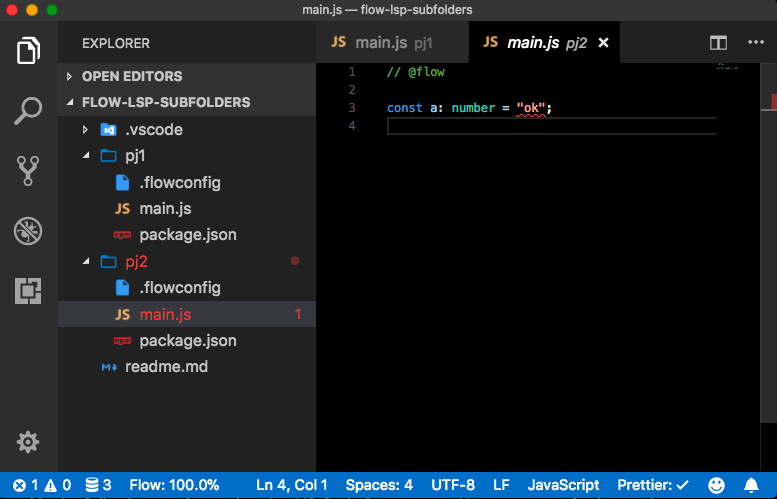 main.js — flow-lsp-subfolders
EXPLORER
OPEN EDITORS
FLOW-LSP-SUBFOLDERS
.vscode
pj1
.flowconfig
JS main.js
package.json
pj2
.flowconfig
JS main.js 1
package.json
M↓ readme.md
JS main.js pj1
JS main.js pj2
1 // @flow
2
3 const a: number = "ok";
4
1 0 3 Flow: 100.0% Ln 4, Col 1 Spaces: 4 UTF-8 LF JavaScript Prettier: ✓